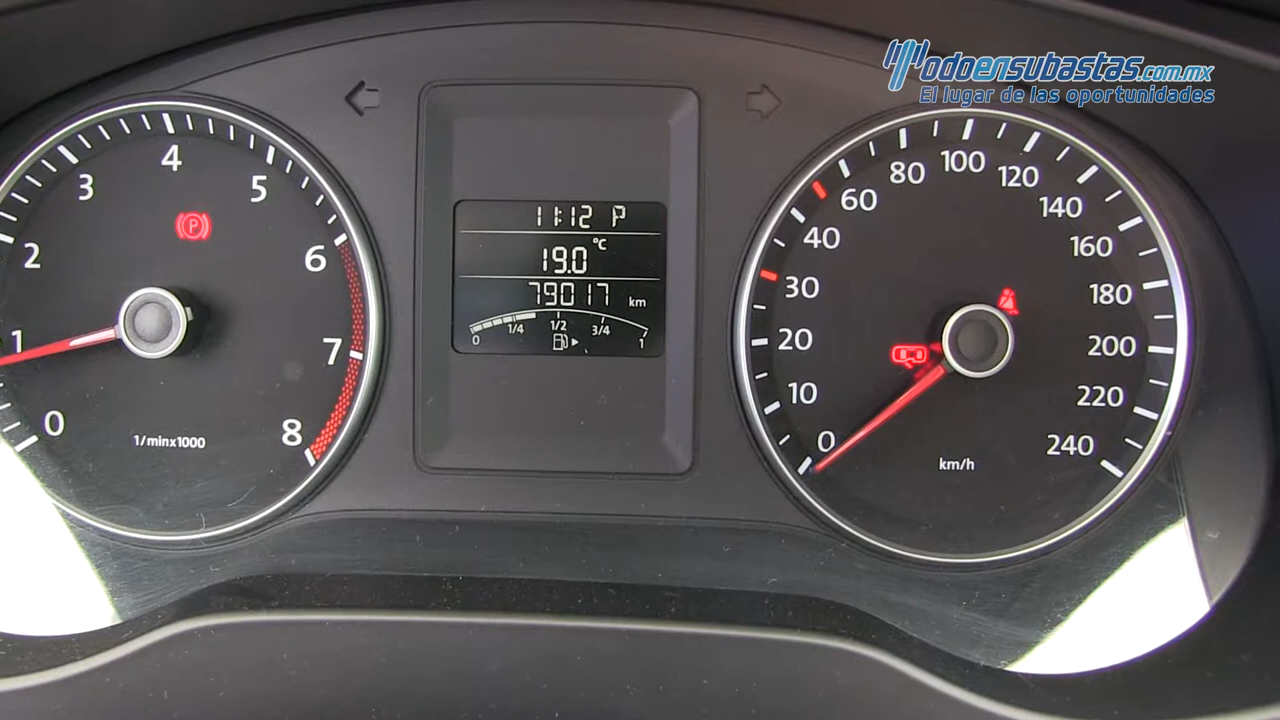 Modoensubastas.com.mx
El lugar de las oportunidades
0
1
2
3
4
5
6
7
8
1/minx1000
P
11:12 P
19.0 °C
79017 km
0 1/4 1/2 3/4 1
0
10
20
30
40
60
80
100
120
140
160
180
200
220
240
km/h